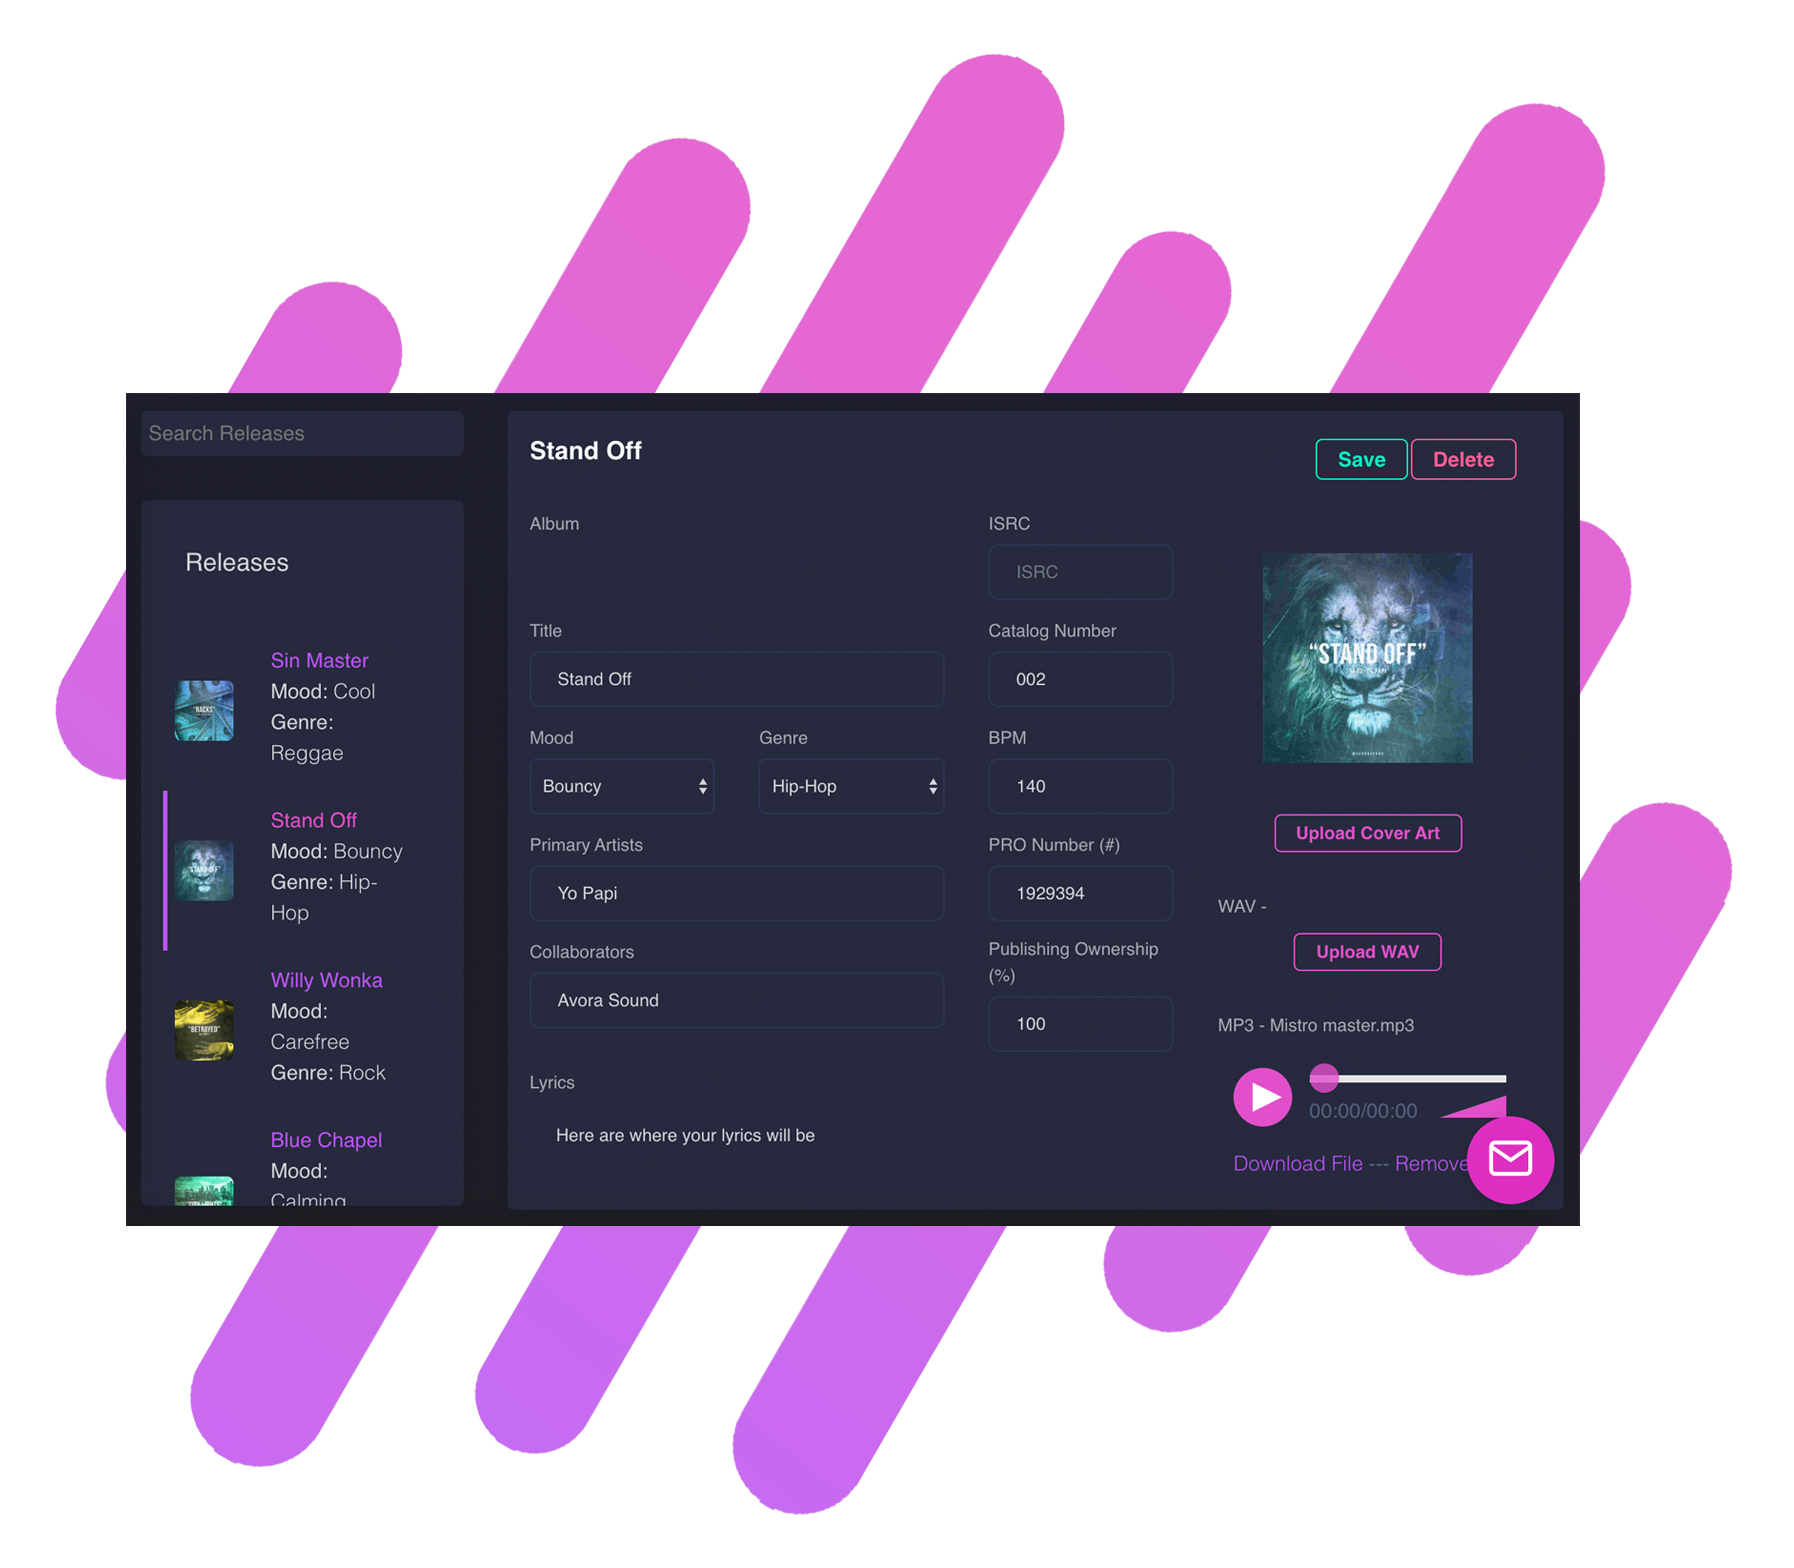 Search Releases
Releases
Sin Master
Mood: Cool
Genre:
Reggae
"RACKS"
Stand Off
Mood: Bouncy
Genre: Hip-
Hop
"STAND OFF"
Willy Wonka
Mood:
Carefree
Genre: Rock
"BETRAYED"
Blue Chapel
Mood:
Calming
Stand Off
Save
Delete
Album
Title
Stand Off
Mood
Genre
Bouncy
Hip-Hop
Primary Artists
Yo Papi
Collaborators
Avora Sound
Lyrics
Here are where your lyrics will be
ISRC
ISRC
Catalog Number
002
BPM
140
PRO Number (#)
1929394
Publishing Ownership
(%)
100
"STAND OFF"
Upload Cover Art
WAV -
Upload WAV
MP3 - Mistro master.mp3
00:00/00:00
Download File --- Remove